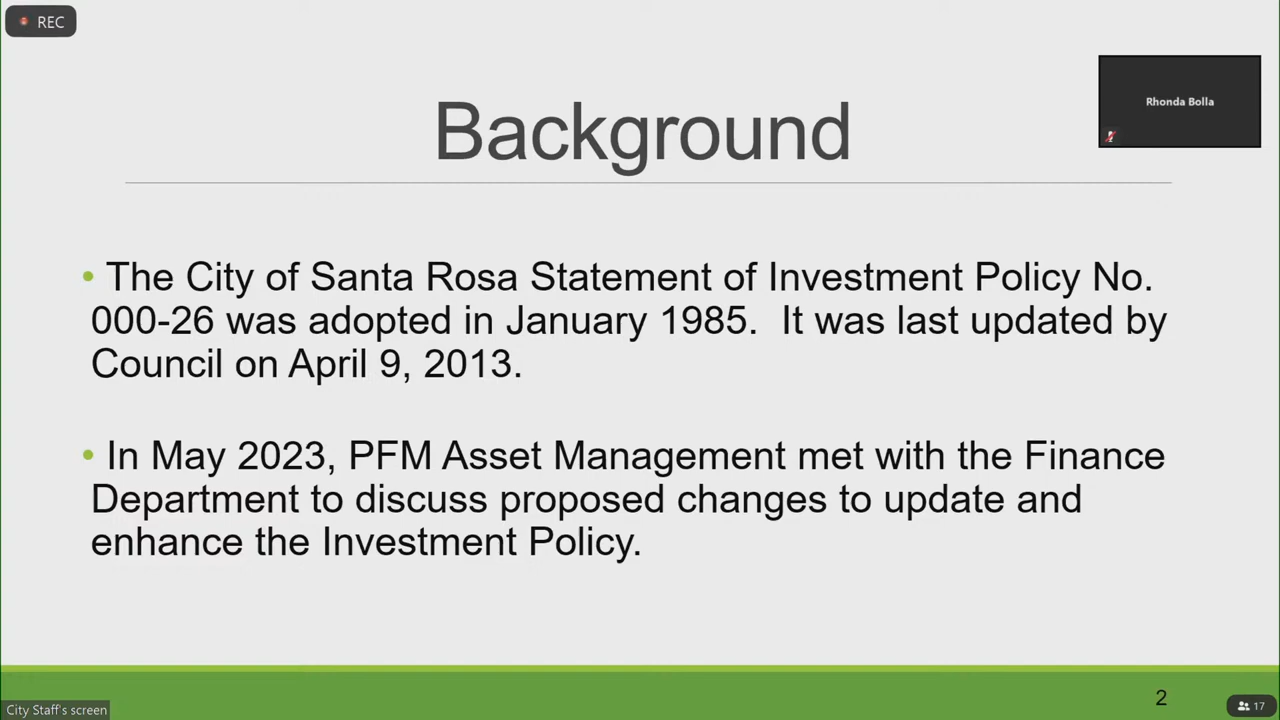 REC
Rhonda Bolla
Background
• The City of Santa Rosa Statement of Investment Policy No.
000-26 was adopted in January 1985.  It was last updated by
Council on April 9, 2013.
• In May 2023, PFM Asset Management met with the Finance
Department to discuss proposed changes to update and
enhance the Investment Policy.
2
City Staff's screen
17